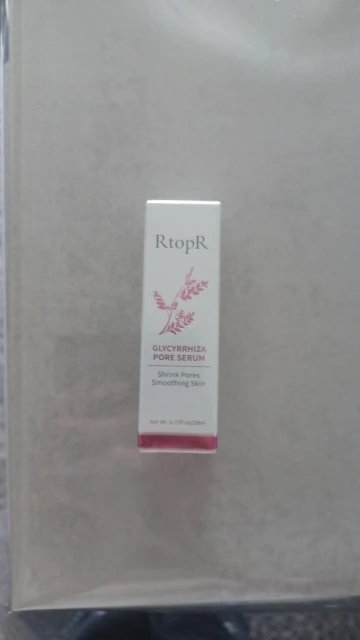 RtopR
GLYCYRRHIZA
PORE SERUM
Shrink Pores
Smoothing Skin